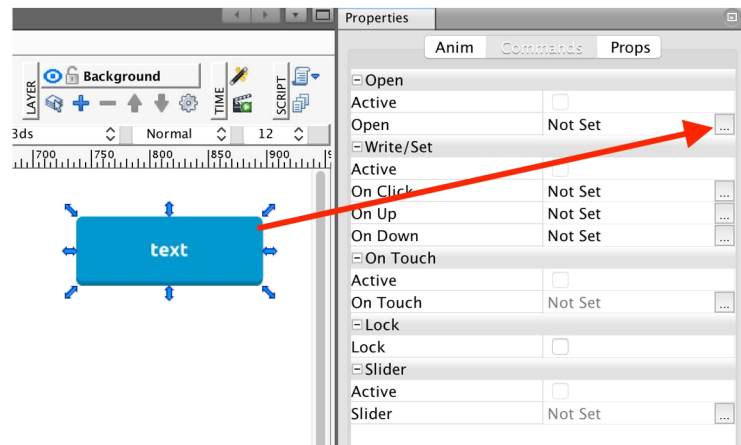 Properties
Anim Commands Props
LAYER
Background
TIME
SCRIPT
3ds Normal 12
700 750 800 850 900 9
text
Open
Active
Open Not Set ...
Write/Set
Active
On Click Not Set ...
On Up Not Set ...
On Down Not Set ...
On Touch
Active
On Touch Not Set ...
Lock
Lock
Slider
Active
Slider Not Set ...